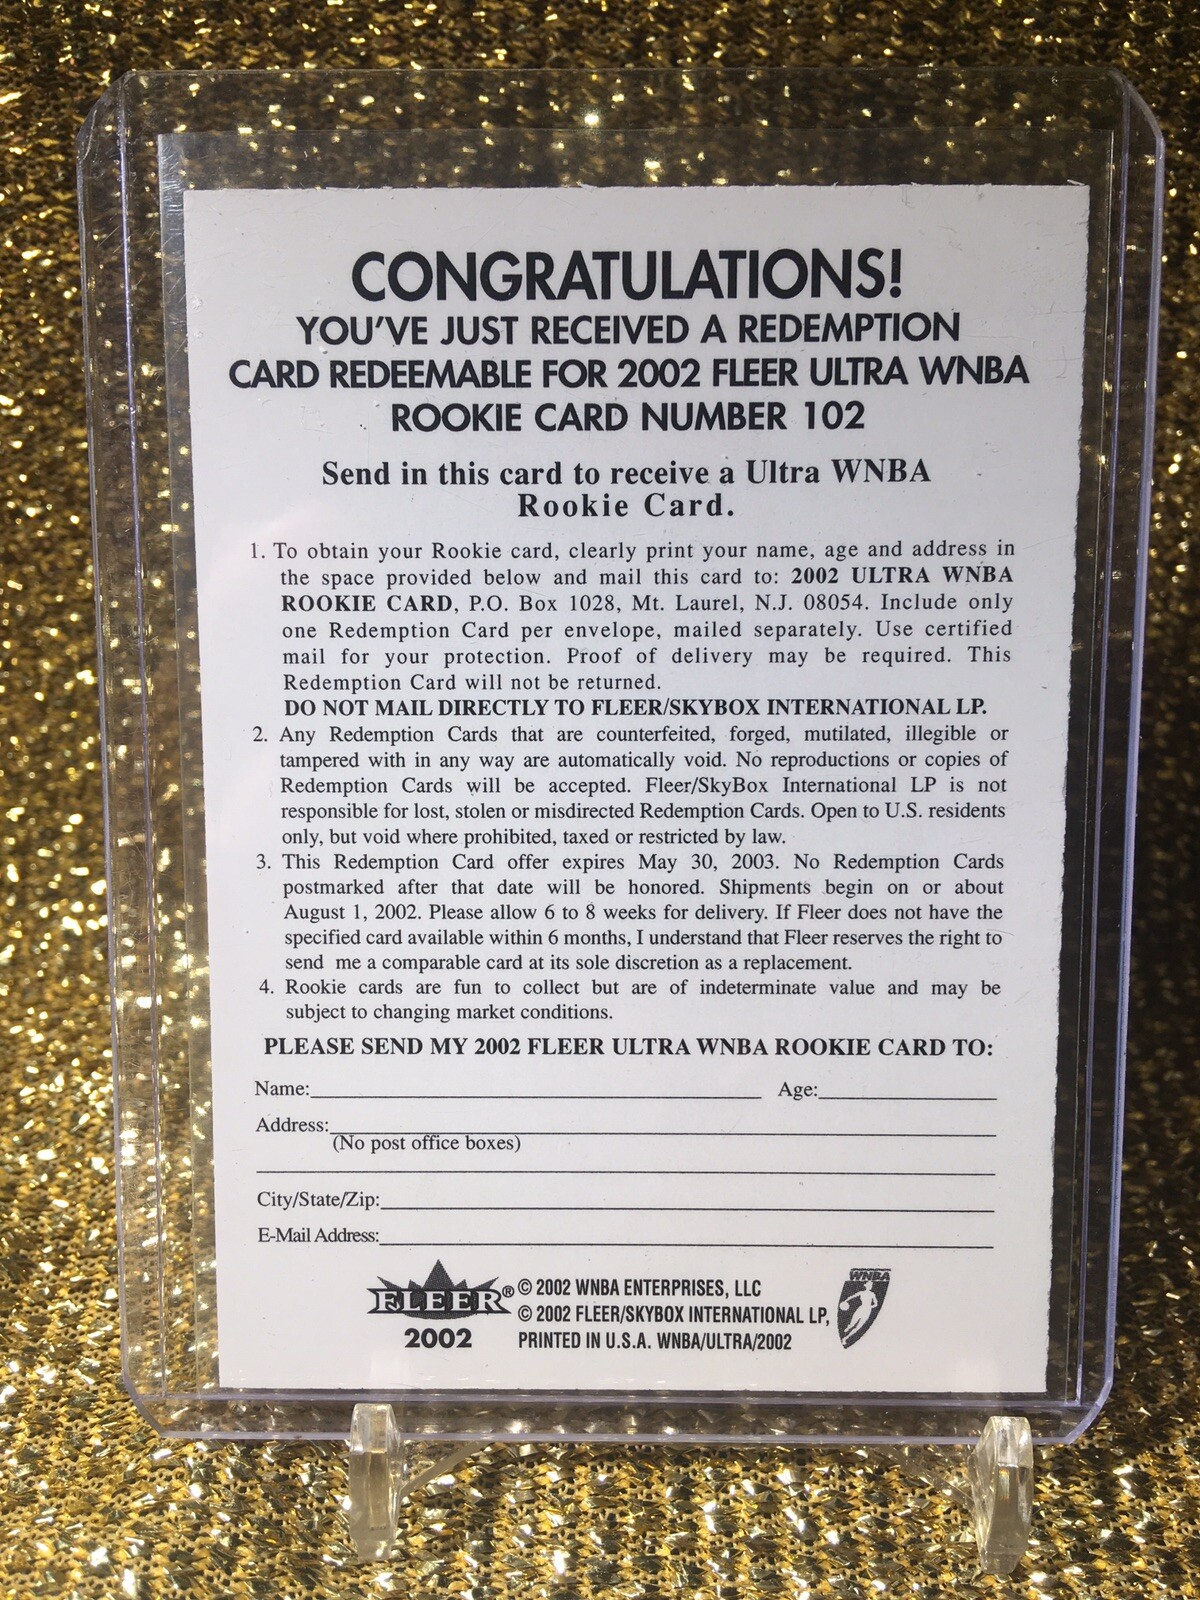 CONGRATULATIONS!
YOU'VE JUST RECEIVED A REDEMPTION
CARD REDEEMABLE FOR 2002 FLEER ULTRA WNBA
ROOKIE CARD NUMBER 102
Send in this card to receive a Ultra WNBA
Rookie Card.
1. To obtain your Rookie card, clearly print your name, age and address in
the space provided below and mail this card to: 2002 ULTRA WNBA
ROOKIE CARD, P.O. Box 1028, Mt. Laurel, N.J. 08054. Include only
one Redemption Card per envelope, mailed separately. Use certified
mail for your protection. Proof of delivery may be required. This
Redemption Card will not be returned.
DO NOT MAIL DIRECTLY TO FLEER/SKYBOX INTERNATIONAL LP.
2. Any Redemption Cards that are counterfeited, forged, mutilated, illegible or
tampered with in any way are automatically void. No reproductions or copies of
Redemption Cards will be accepted. Fleer/SkyBox International LP is not
responsible for lost, stolen or misdirected Redemption Cards. Open to U.S. residents
only, but void where prohibited, taxed or restricted by law.
3. This Redemption Card offer expires May 30, 2003. No Redemption Cards
postmarked after that date will be honored. Shipments begin on or about
August 1, 2002. Please allow 6 to 8 weeks for delivery. If Fleer does not have the
specified card available within 6 months, I understand that Fleer reserves the right to
send me a comparable card at its sole discretion as a replacement.
4. Rookie cards are fun to collect but are of indeterminate value and may be
subject to changing market conditions.
PLEASE SEND MY 2002 FLEER ULTRA WNBA ROOKIE CARD TO:
Name: Age:
Address:
(No post office boxes)
City/State/Zip:
E-Mail Address:
FLEER® © 2002 WNBA ENTERPRISES, LLC WNBA
© 2002 FLEER/SKYBOX INTERNATIONAL LP,
2002 PRINTED IN U.S.A. WNBA/ULTRA/2002